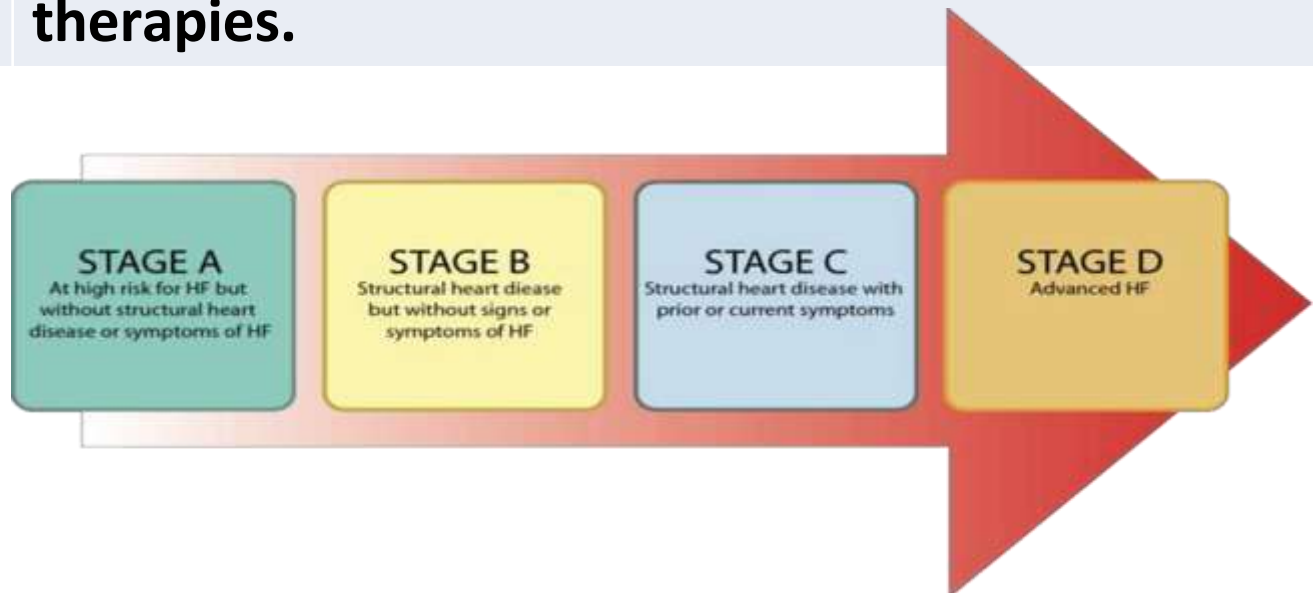 therapies.
STAGE A
At high risk for HF but
without structural heart
disease or symptoms of HF
STAGE B
Structural heart diease
but without signs or
symptoms of HF
STAGE C
Structural heart disease with
prior or current symptoms
STAGE D
Advanced HF